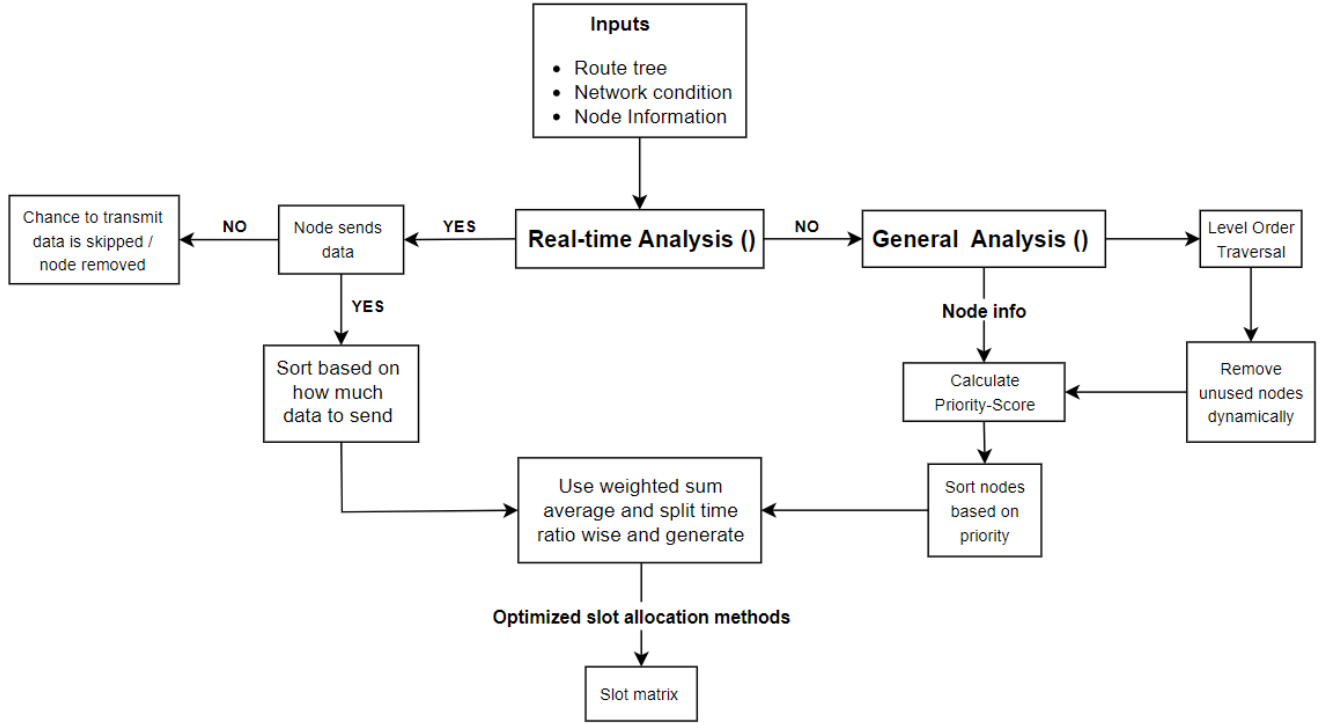 Inputs
• Route tree
• Network condition
• Node Information
Chance to transmit
data is skipped /
node removed
NO
Node sends
data
YES
Real-time Analysis ()
NO
General Analysis ()
Level Order
Traversal
YES
Node info
Sort based on
how much
data to send
Calculate
Priority-Score
Remove
unused nodes
dynamically
Use weighted sum
average and split time
ratio wise and generate
Sort nodes
based on
priority
Optimized slot allocation methods
Slot matrix